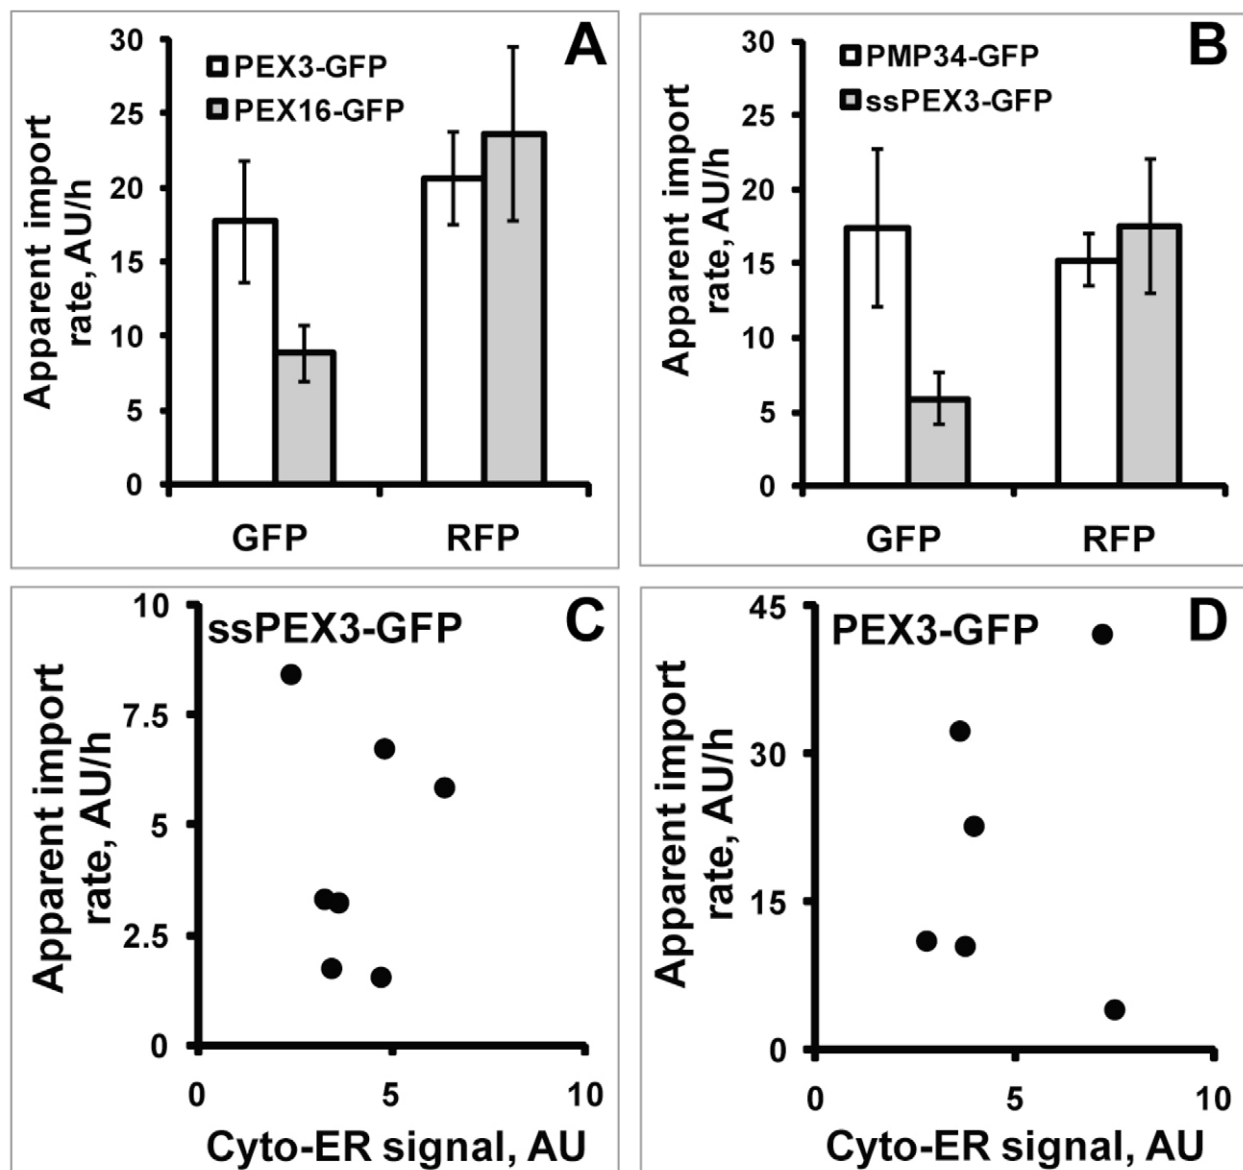 A
PEX3-GFP
PEX16-GFP
Apparent import
rate, AU/h
30
25
20
15
10
5
0
GFP RFP
B
PMP34-GFP
ssPEX3-GFP
Apparent import
rate, AU/h
30
25
20
15
10
5
0
GFP RFP
C
ssPEX3-GFP
Apparent import
rate, AU/h
10
7.5
5
2.5
0
0 5 10
Cyto-ER signal, AU
D
PEX3-GFP
Apparent import
rate, AU/h
45
30
15
0
0 5 10
Cyto-ER signal, AU